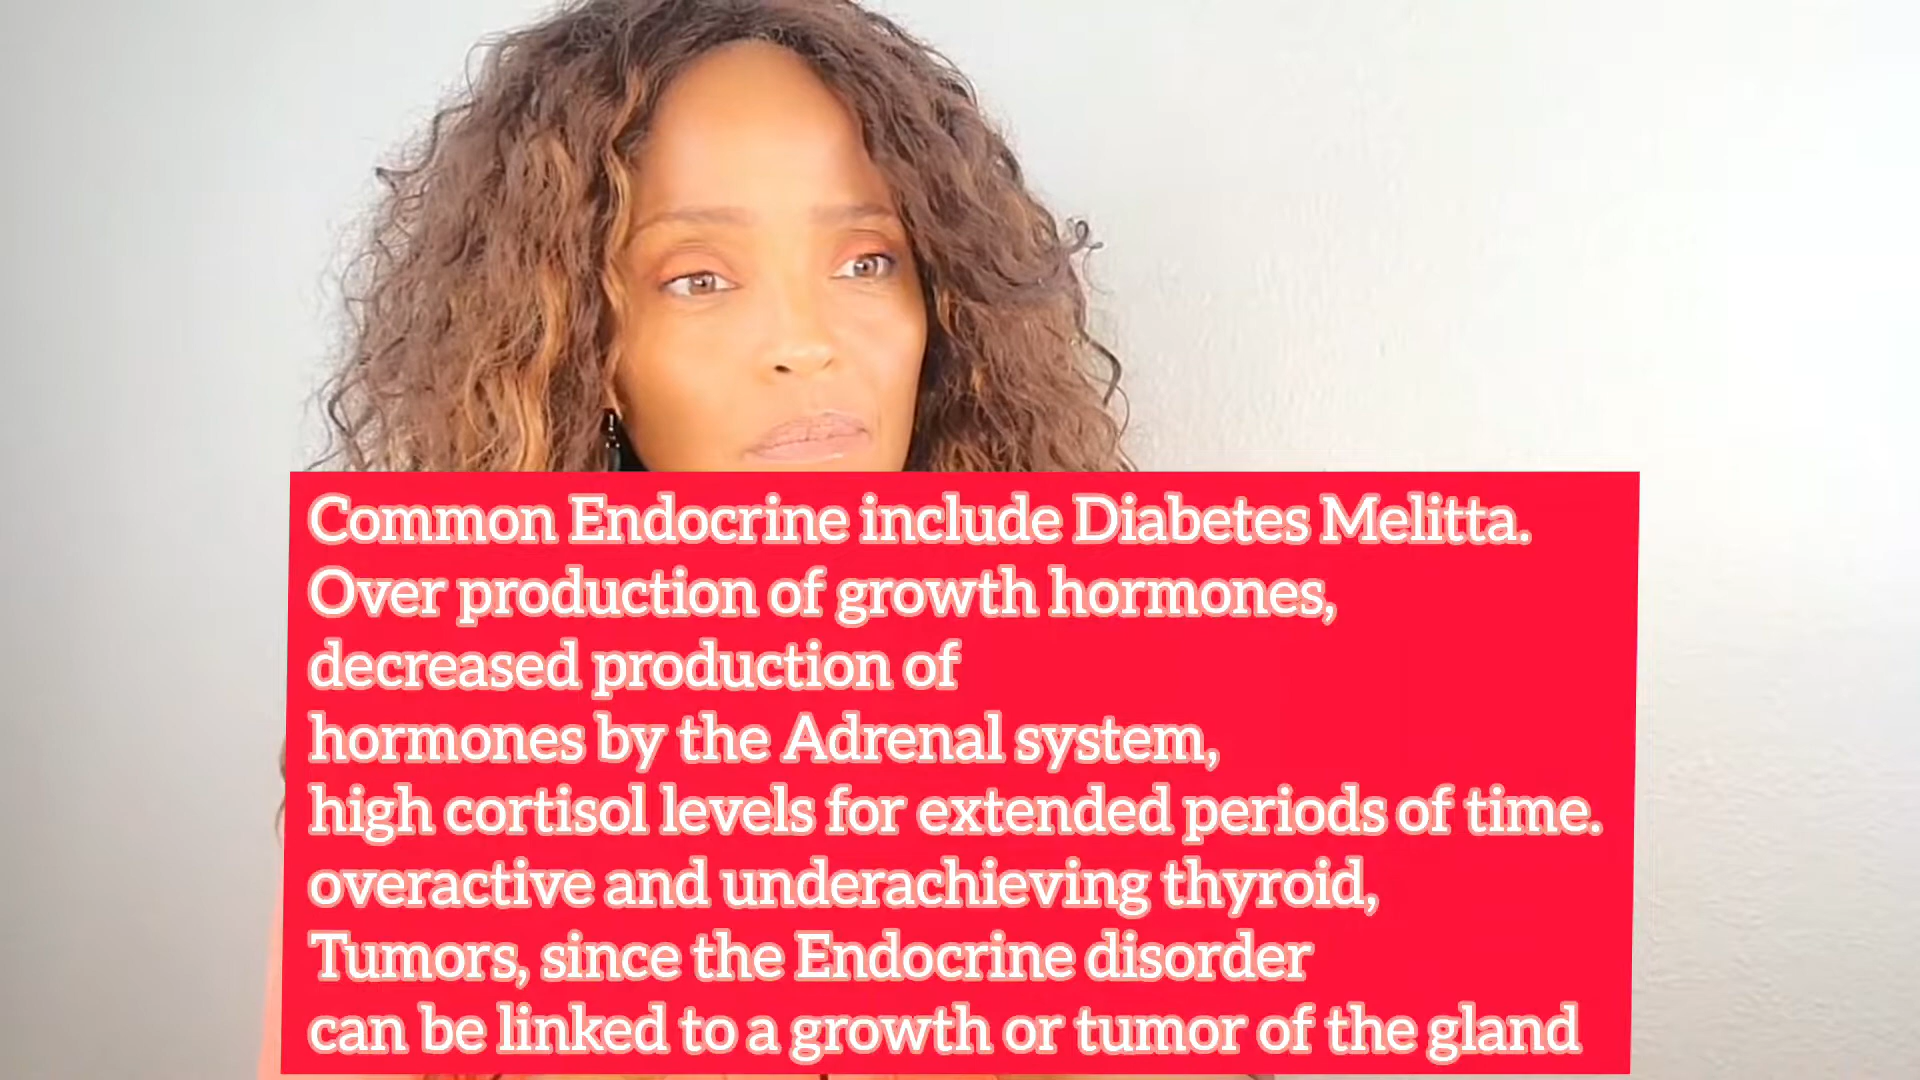 Common Endocrine include Diabetes Melitta.
Over production of growth hormones,
decreased production of
hormones by the Adrenal system,
high cortisol levels for extended periods of time.
overactive and underachieving thyroid,
Tumors, since the Endocrine disorder
can be linked to a growth or tumor of the gland